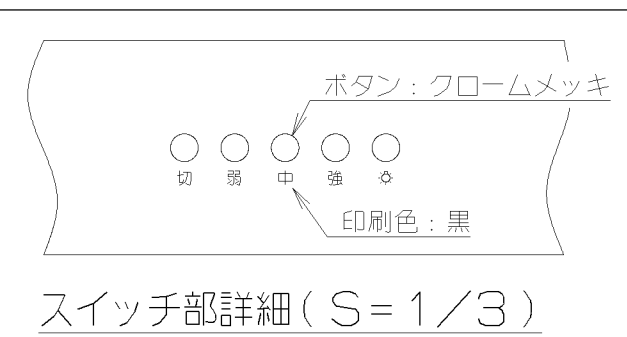 ボタン：クロームメッキ
切 弱 中 強
印刷色：黒
スイッチ部詳細(S=1/3)